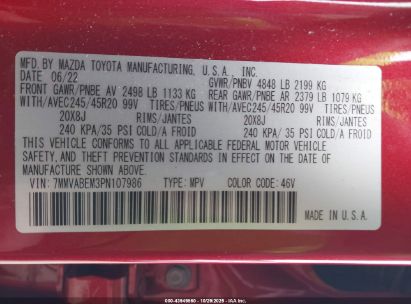 MFD. BY MAZDA TOYOTA MANUFACTURING, U.S.A., INC.
DATE: 06/22 GVWR/PNBV 4848 LB 2199 KG
FRONT GAWR/PNBE AV 2498 LB 1133 KG REAR GAWR/PNBE AR 2379 LB 1079 KG
WITH/AVEC245/45R20 99V TIRES/PNEUS WITH/AVEC245/45R20 99V TIRES/PNEUS
20X8J RIMS/JANTES 20X8J RIMS/JANTES
240 KPA/35 PSI COLD/A FROID 240 KPA/35 PSI COLD/A FROID
THIS VEHICLE CONFORMS TO ALL APPLICABLE FEDERAL MOTOR VEHICLE
SAFETY AND THEFT PREVENTION STANDARDS IN EFFECT ON THE DATE OF
MANUFACTURE SHOWN ABOVE.
VIN: 7MMVABEM3PN107986 TYPE: MPV COLOR CODE: 46V